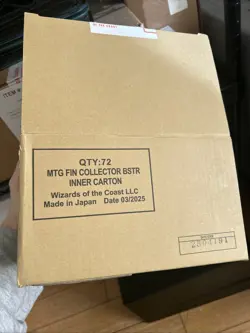 QTY:72
MTG FIN COLLECTOR BSTR
INNER CARTON
Wizards of the Coast LLC
Made in Japan Date 03/2025